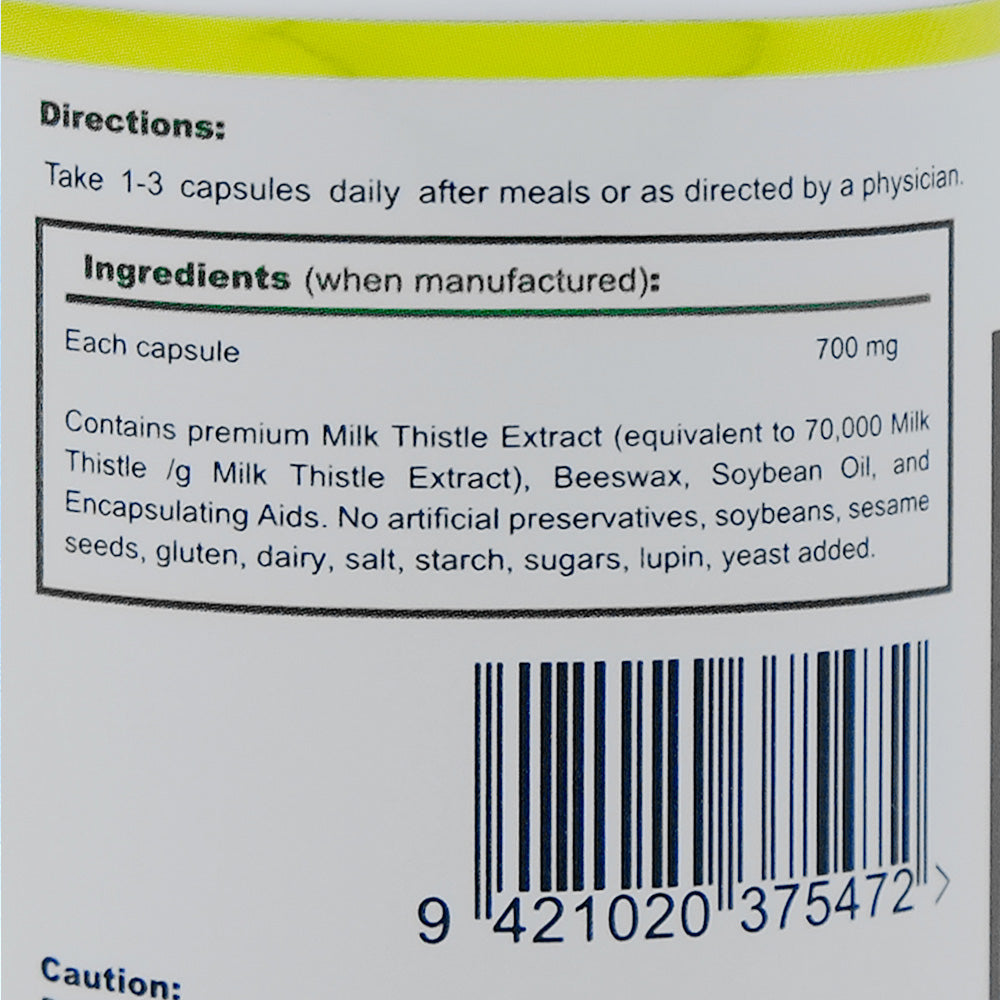 Directions:
Take 1-3 capsules daily after meals or as directed by a physician.
Ingredients (when manufactured):
Each capsule 700 mg
Contains premium Milk Thistle Extract (equivalent to 70,000 Milk
Thistle /g Milk Thistle Extract), Beeswax, Soybean Oil, and
Encapsulating Aids. No artificial preservatives, soybeans, sesame
seeds, gluten, dairy, salt, starch, sugars, lupin, yeast added.
9 421020 375472 >
Caution: